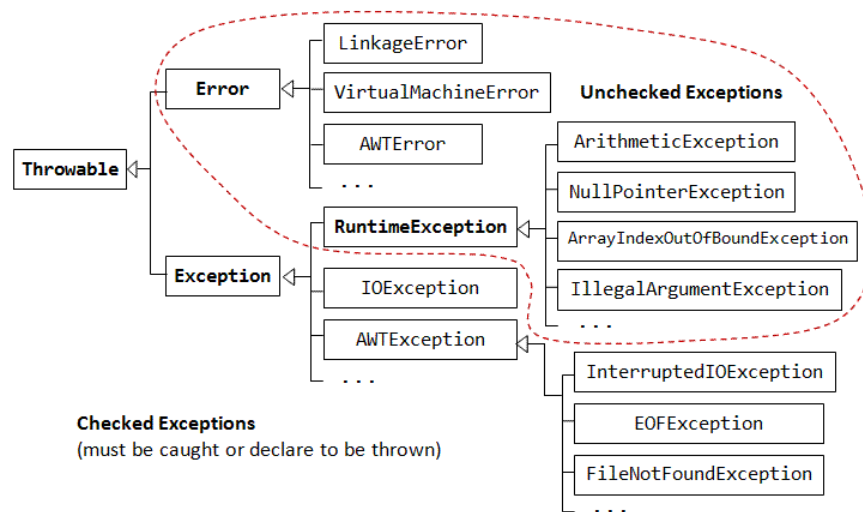 LinkageError
Error
VirtualMachineError
Unchecked Exceptions
AWTError
ArithmeticException
...
Throwable
NullPointerException
RuntimeException
ArrayIndexOutOfBoundException
Exception
IOException
IllegalArgumentException
...
AWTException
...
InterruptedIOException
Checked Exceptions
(must be caught or declare to be thrown)
EOFException
FileNotFoundException
...